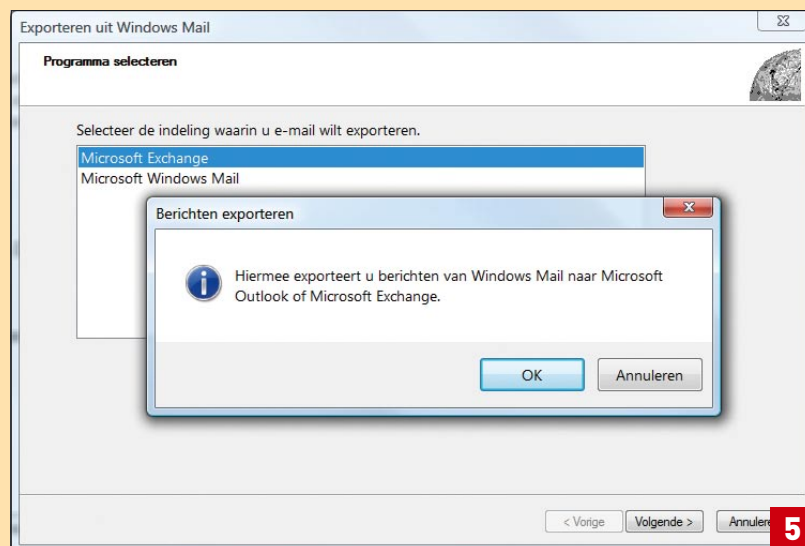 Exporteren uit Windows Mail
Programma selecteren
Selecteer de indeling waarin u e-mail wilt exporteren.
Microsoft Exchange
Microsoft Windows Mail
Berichten exporteren
Hiermee exporteert u berichten van Windows Mail naar Microsoft
Outlook of Microsoft Exchange.
OK Annuleren
< Vorige Volgende >
5